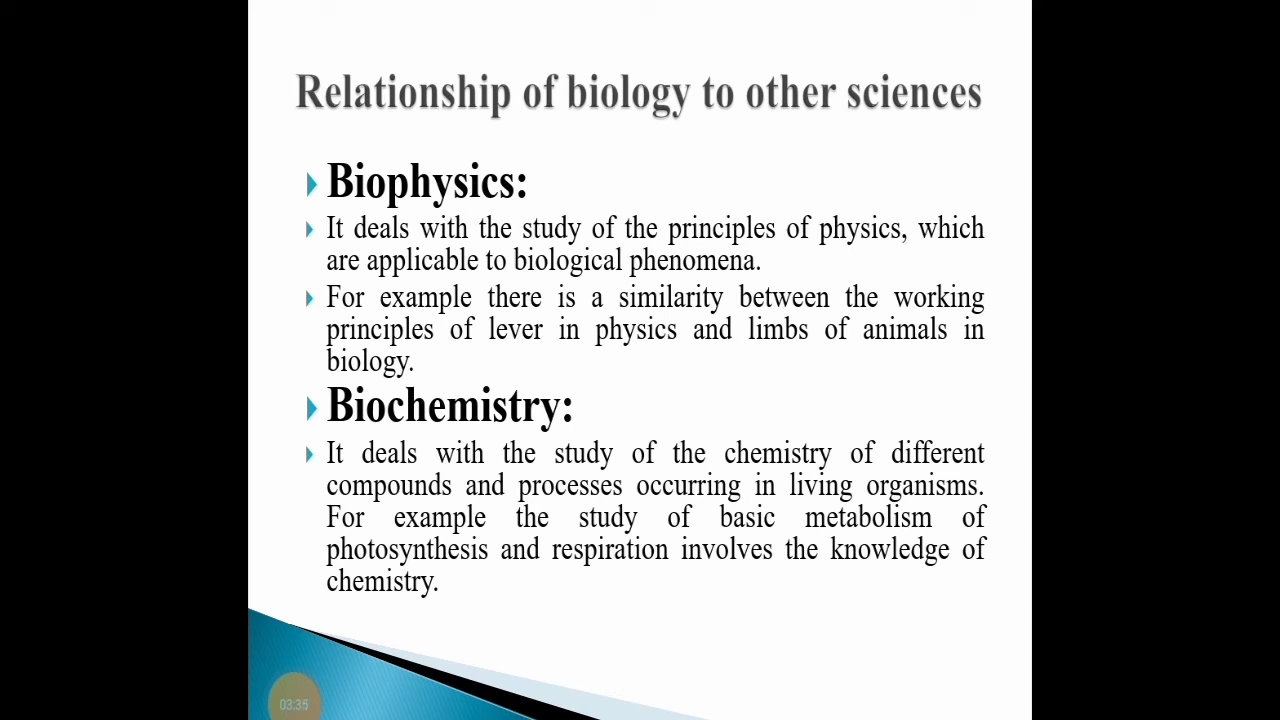 Relationship of biology to other sciences
Biophysics:
It deals with the study of the principles of physics, which
are applicable to biological phenomena.
For example there is a similarity between the working
principles of lever in physics and limbs of animals in
biology.
Biochemistry:
It deals with the study of the chemistry of different
compounds and processes occurring in living organisms.
For example the study of basic metabolism of
photosynthesis and respiration involves the knowledge of
chemistry.
03:35